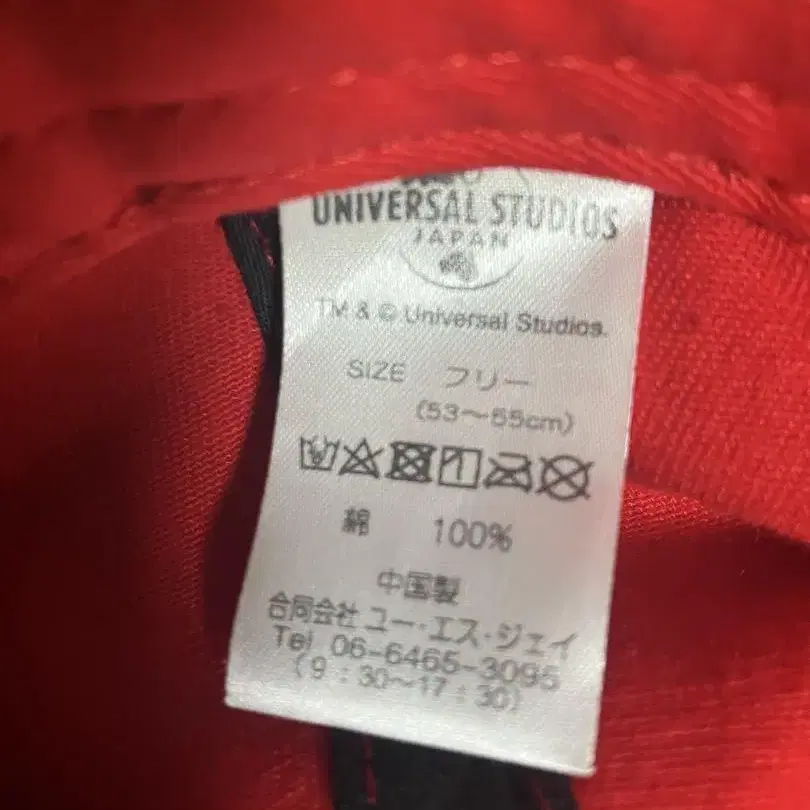 UNIVERSAL STUDIOS
JAPAN
TM & © Universal Studios.
SIZE フリー
(53～55cm)
綿 100%
中国製
合同会社 ユー・エス・ジェイ
Tel 06-6465-3095
(9:30～17:30)